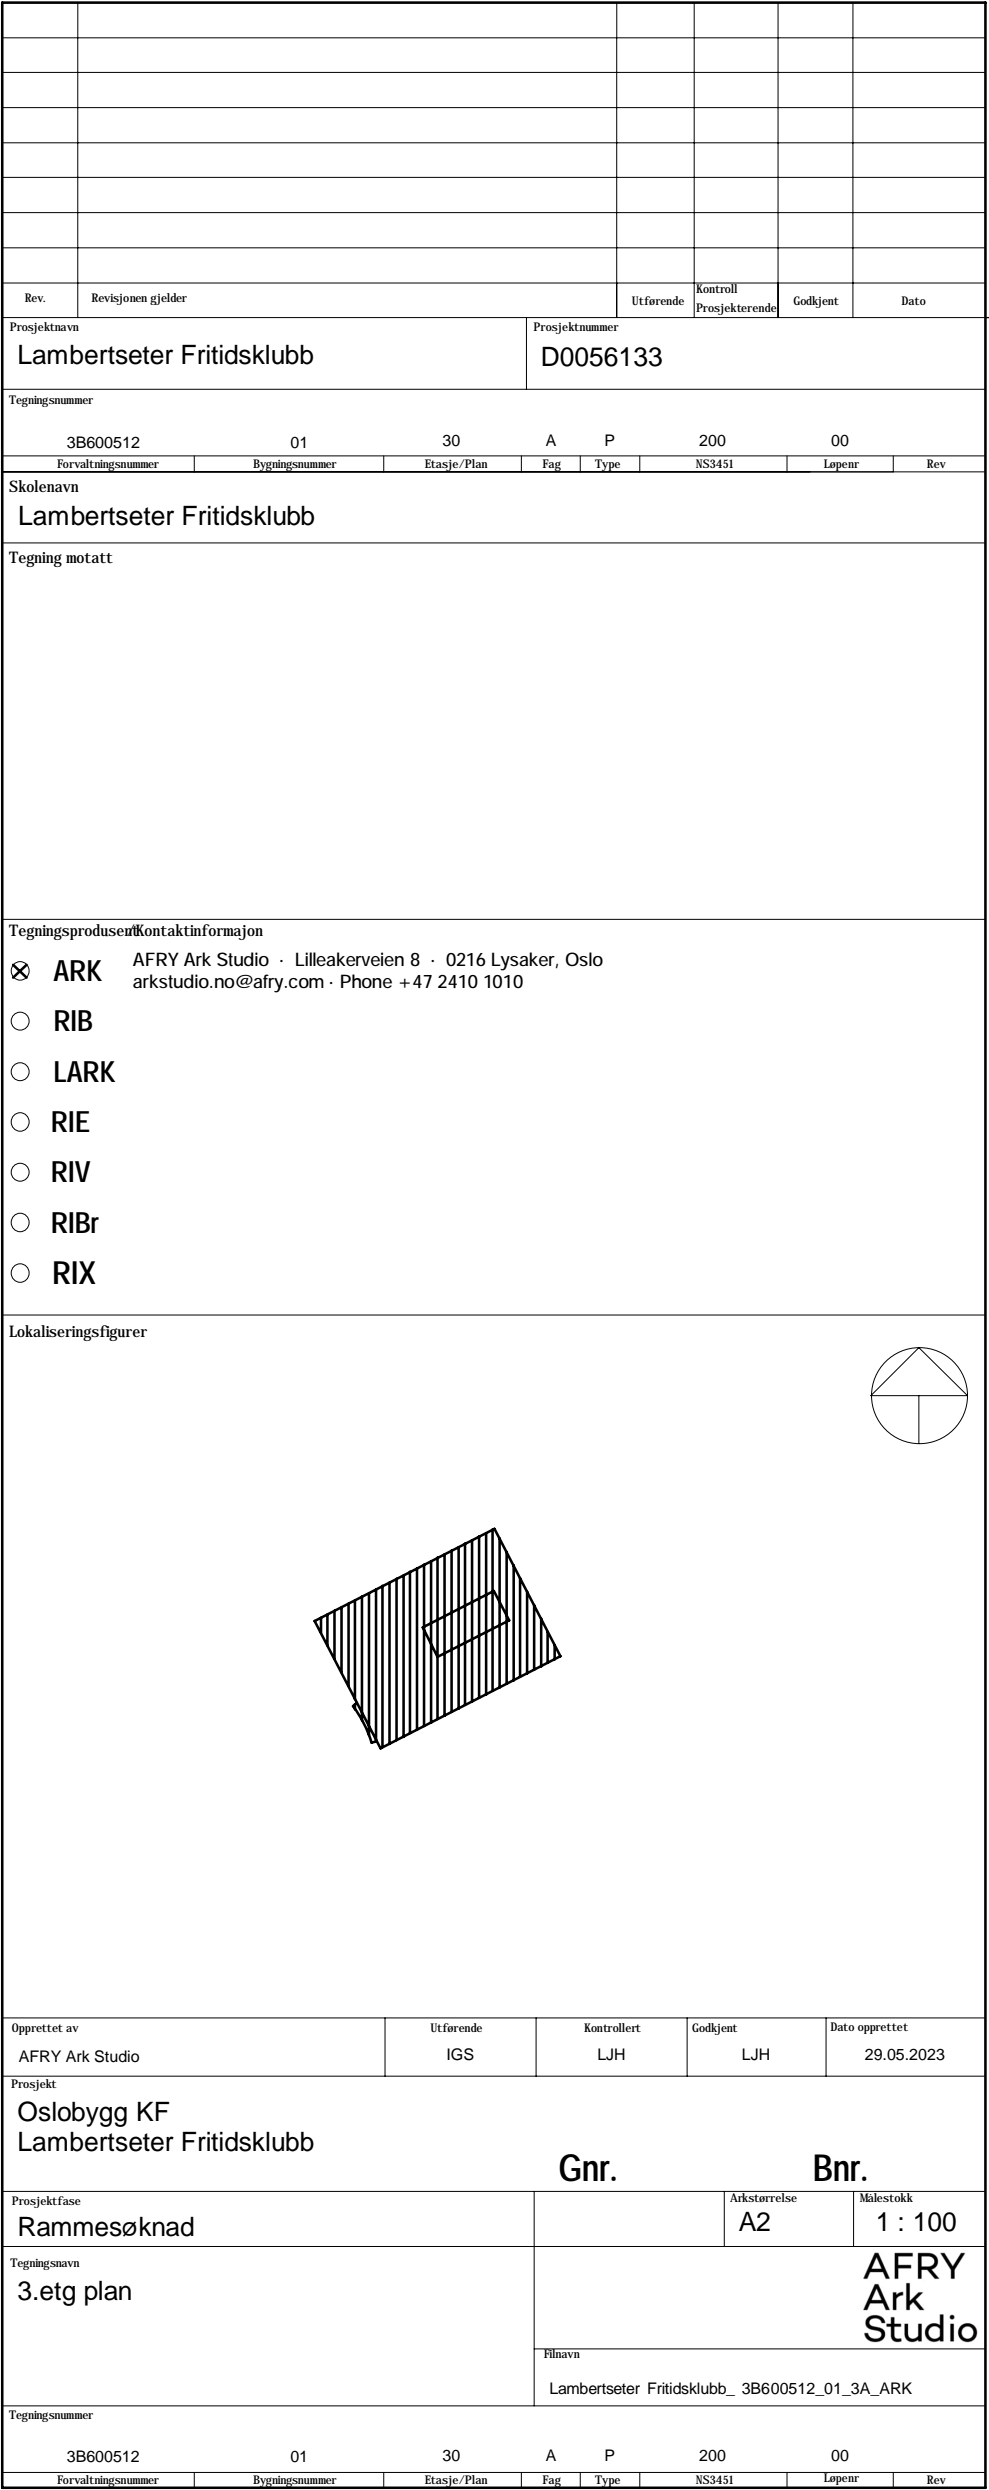 Rev. Revisjonen gjelder Utførende Kontroll Prosjekterende Godkjent Dato
Prosjektnavn Prosjektnummer
Lambertseter Fritidsklubb D0056133
Tegningsnummer
3B600512 01 30 A P 200 00
Forvaltningsnummer Bygningsnummer Etasje/Plan Fag Type NS3451 Løpenr Rev
Skolenavn
Lambertseter Fritidsklubb
Tegning motatt
Tegningsprodusent/Kontaktinformajon
ARK AFRY Ark Studio · Lilleakerveien 8 · 0216 Lysaker, Oslo
arkstudio.no@afry.com · Phone +47 2410 1010
RIB
LARK
RIE
RIV
RIBr
RIX
Lokaliseringsfigurer
Opprettet av Utførende Kontrollert Godkjent Dato opprettet
AFRY Ark Studio IGS LJH LJH 29.05.2023
Prosjekt
Oslobygg KF
Lambertseter Fritidsklubb
Gnr. Bnr.
Prosjektfase Arkstørrelse Målestokk
Rammesøknad A2 1 : 100
Tegningsnavn
3.etg plan
AFRY
Ark
Studio
Filnavn
Lambertseter Fritidsklubb_ 3B600512_01_3A_ARK
Tegningsnummer
3B600512 01 30 A P 200 00
Forvaltningsnummer Bygningsnummer Etasje/Plan Fag Type NS3451 Løpenr Rev